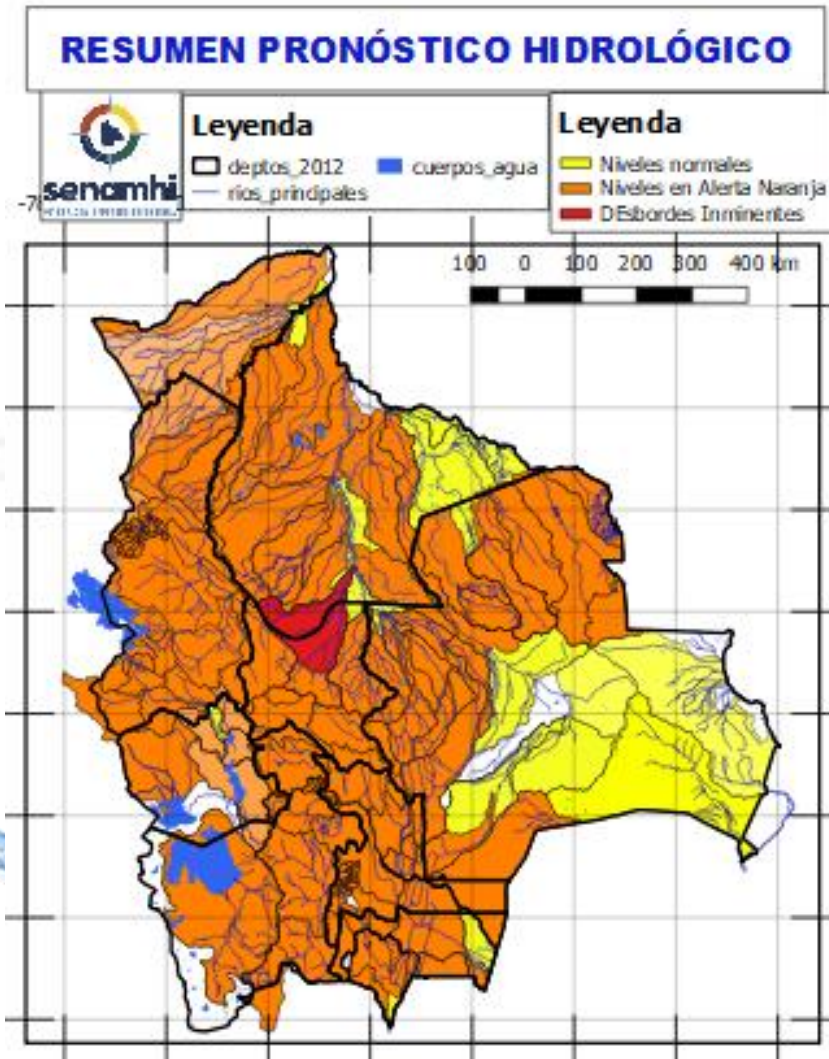 RESUMEN PRONÓSTICO HIDROLÓGICO
senamhi
Leyenda
deptos_2012
cuerpos_agua
rios_principales
Leyenda
Niveles normales
Niveles en Alerta Naranja
DEsbordes Inminentes
100 0 100 200 300 400 km